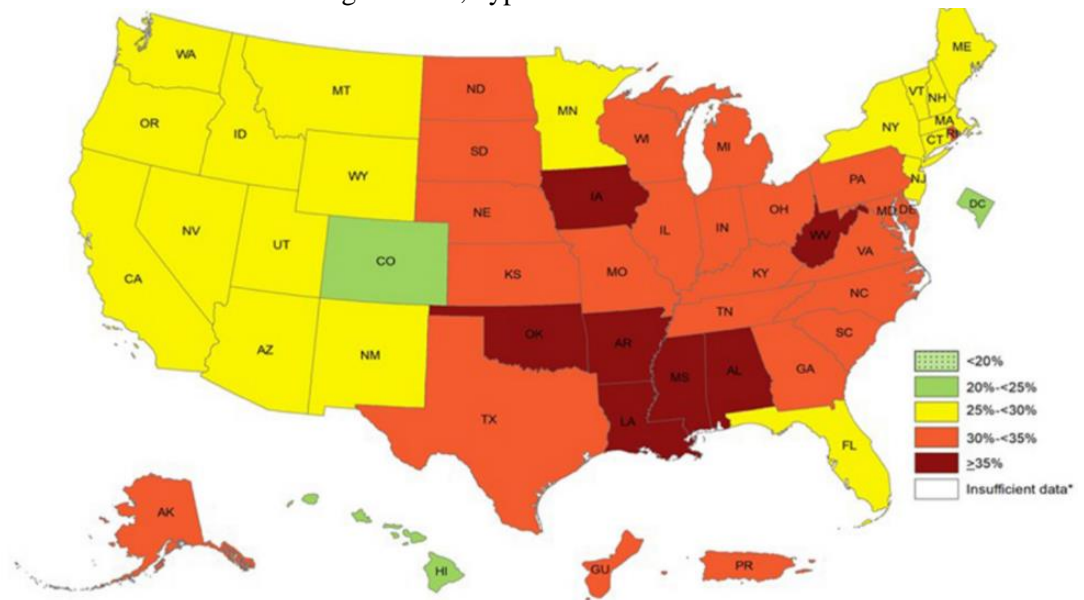 WA
MT
ND
MN
ME
VT
NH
OR
ID
WY
SD
WI
MI
NY
MA
CT
RI
NV
UT
CO
NE
IA
IL
IN
OH
PA
NJ
MD
DE
DC
CA
KS
MO
KY
WV
VA
AZ
NM
OK
AR
TN
NC
SC
TX
LA
MS
AL
GA
FL
<20%
20%-<25%
25%-<30%
30%-<35%
≥35%
Insufficient data*
AK
HI
GU
PR